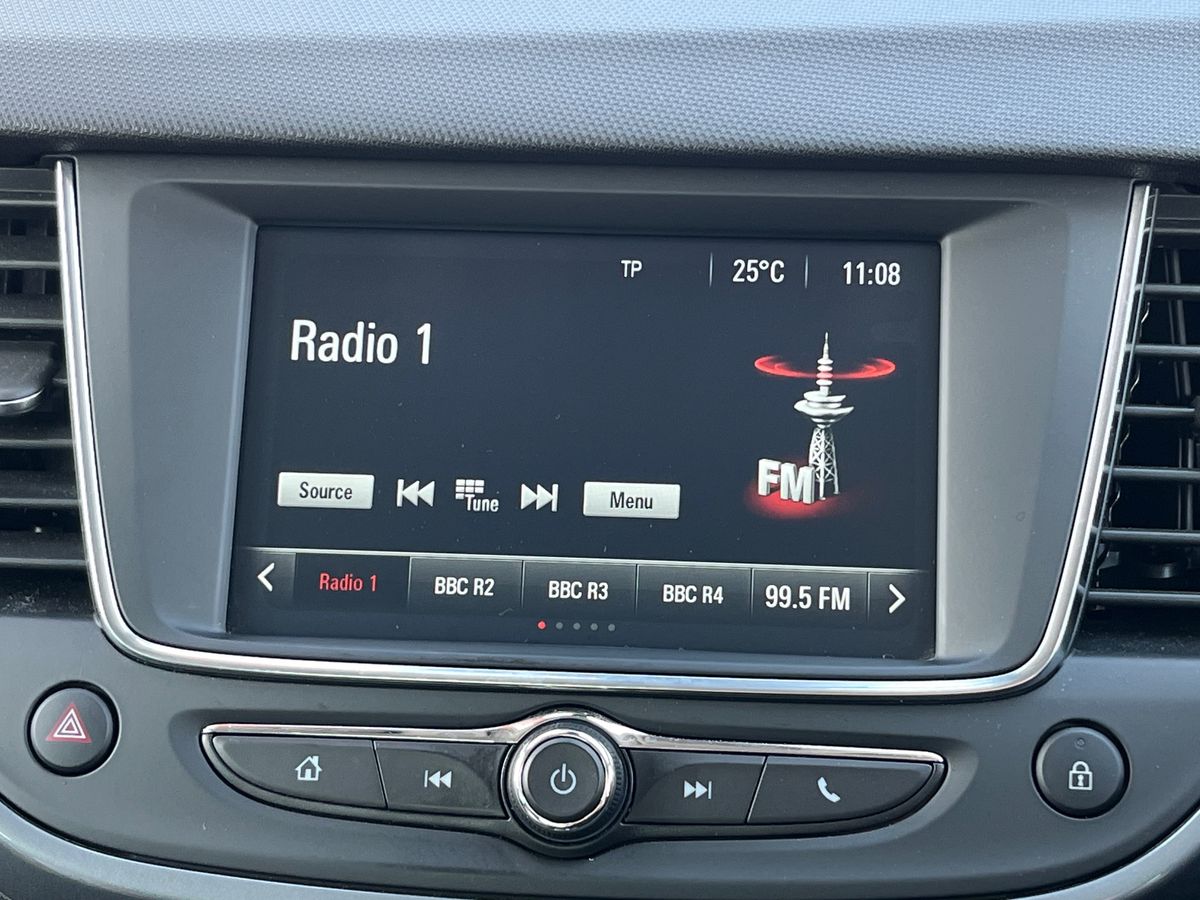 TP 25°C 11:08
Radio 1
FM
Source Tune Menu
Radio 1 BBC R2 BBC R3 BBC R4 99.5 FM